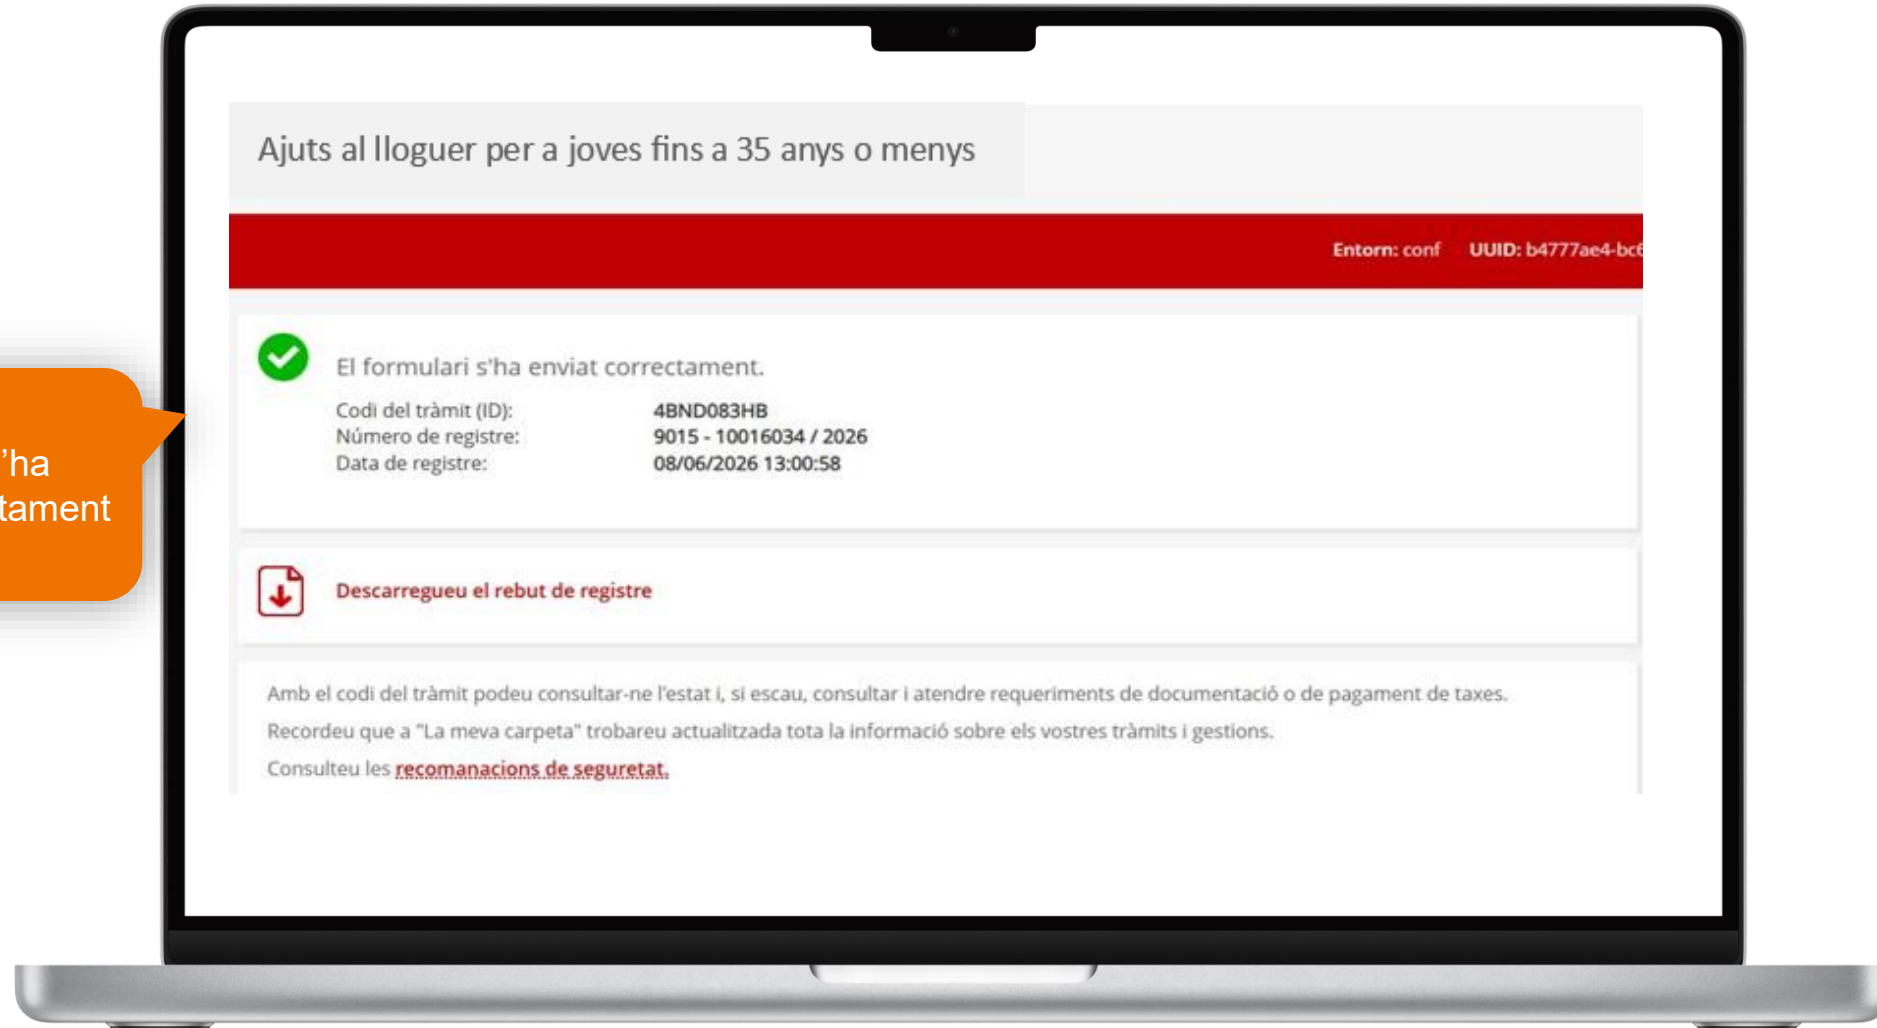 Ajuts al lloguer per a joves fins a 35 anys o menys
Entorn: conf UUID: b4777ae4-bc6
El formulari s'ha enviat correctament.
Codi del tràmit (ID): 4BND083HB
Número de registre: 9015 - 10016034 / 2026
Data de registre: 08/06/2026 13:00:58
’ha
tament
Descarregueu el rebut de registre
Amb el codi del tràmit podeu consultar-ne l'estat i, si escau, consultar i atendre requeriments de documentació o de pagament de taxes.
Recordeu que a "La meva carpeta" trobareu actualitzada tota la informació sobre els vostres tràmits i gestions.
Consulteu les recomanacions de seguretat.